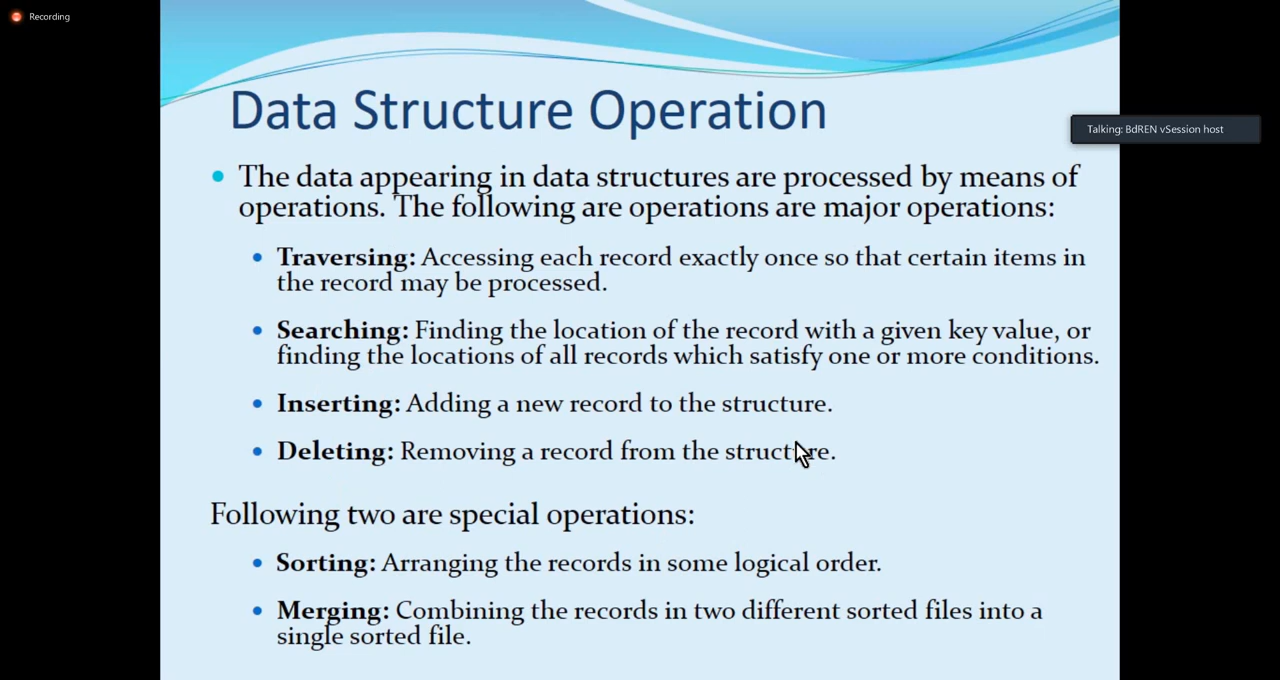 Recording
Data Structure Operation
Talking: BdREN vSession host
The data appearing in data structures are processed by means of
operations. The following are operations are major operations:
Traversing: Accessing each record exactly once so that certain items in
the record may be processed.
Searching: Finding the location of the record with a given key value, or
finding the locations of all records which satisfy one or more conditions.
Inserting: Adding a new record to the structure.
Deleting: Removing a record from the structure.
Following two are special operations:
Sorting: Arranging the records in some logical order.
Merging: Combining the records in two different sorted files into a
single sorted file.